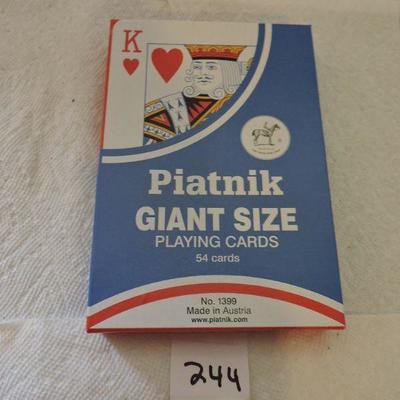 K
Piatnik
GIANT SIZE
PLAYING CARDS
54 cards
No. 1399
Made in Austria
www.piatnik.com
244